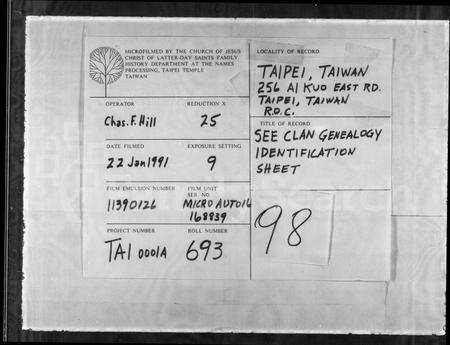 MICROFILMED BY THE CHURCH OF JESUS
CHRIST OF LATTER-DAY SAINTS FAMILY
HISTORY DEPARTMENT AT THE NAMES
PROCESSING, TAIPEI TEMPLE
TAIWAN
OPERATOR
REDUCTION X
Chas. F. Hill
25
DATE FILMED
EXPOSURE SETTING
22 Jan 1991
9
FILM EMULSION NUMBER
FILM UNIT
SER. NO.
11390126
MICRO AUTO 16
168839
PROJECT NUMBER
ROLL NUMBER
TAI 0001A
693
LOCALITY OF RECORD
TAIPEI, TAIWAN
256 AI KUO EAST RD.
TAIPEI, TAIWAN
R.O.C.
TITLE OF RECORD
SEE CLAN GENEALOGY
IDENTIFICATION
SHEET
98